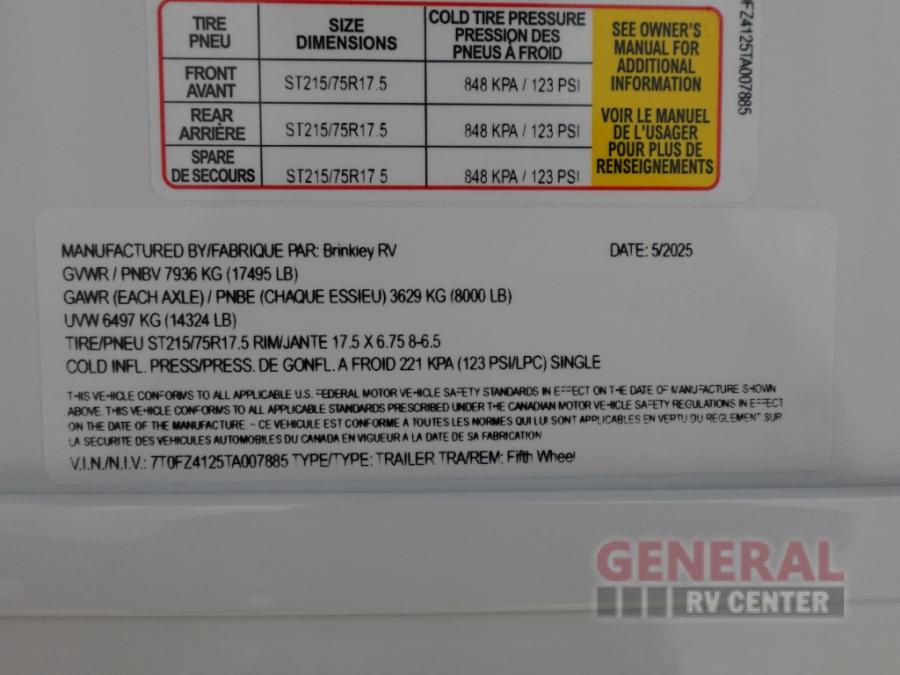 TIRE PNEU SIZE DIMENSIONS COLD TIRE PRESSURE PRESSION DES PNEUS À FROID
FRONT AVANT ST215/75R17.5 848 KPA / 123 PSI
REAR ARRIÈRE ST215/75R17.5 848 KPA / 123 PSI
SPARE DE SECOURS ST215/75R17.5 848 KPA / 123 PSI
SEE OWNER'S
MANUAL FOR
ADDITIONAL
INFORMATION
VOIR LE MANUEL
DE L'USAGER
POUR PLUS DE
RENSEIGNEMENTS
FZ4125TA007885
MANUFACTURED BY/FABRIQUE PAR: Brinkley RV DATE: 5/2025
GVWR / PNBV 7936 KG (17495 LB)
GAWR (EACH AXLE) / PNBE (CHAQUE ESSIEU) 3629 KG (8000 LB)
UVW 6497 KG (14324 LB)
TIRE/PNEU ST215/75R17.5 RIM/JANTE 17.5 X 6.75 8-6.5
COLD INFL. PRESS/PRESS. DE GONFL. A FROID 221 KPA (123 PSI/LPC) SINGLE
THIS VEHICLE CONFORMS TO ALL APPLICABLE U.S. FEDERAL MOTOR VEHICLE SAFETY STANDARDS IN EFFECT ON THE DATE OF MANUFACTURE SHOWN
ABOVE. THIS VEHICLE CONFORMS TO ALL APPLICABLE STANDARDS PRESCRIBED UNDER THE CANADIAN MOTOR VEHICLE SAFETY REGULATIONS IN EFFECT
ON THE DATE OF THE MANUFACTURE - CE VEHICULE EST CONFORME A TOUTES LES NORMES QUI LUI SONT APPLICABLES EN VERTU DU REGLEMENT SUR
LA SECURITE DES VEHICULES AUTOMOBILES DU CANADA EN VIGUEUR A LA DATE DE SA FABRICATION
V.I.N./N.I.V.: 7T0FZ4125TA007885 TYPE/TYPE: TRAILER TRA/REM: Fifth Wheel
GENERAL
RV CENTER